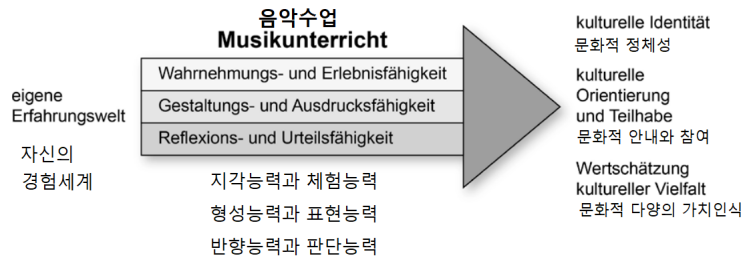 음악수업
Musikunterricht
eigene
Erfahrungswelt
자신의
경험세계
Wahrnehmungs- und Erlebnisfähigkeit
Gestaltungs- und Ausdrucksfähigkeit
Reflexions- und Urteilsfähigkeit
지각능력과 체험능력
형성능력과 표현능력
반향능력과 판단능력
kulturelle Identität
문화적 정체성
kulturelle
Orientierung
und Teilhabe
문화적 안내와 참여
Wertschätzung
kultureller Vielfalt
문화적 다양의 가치인식